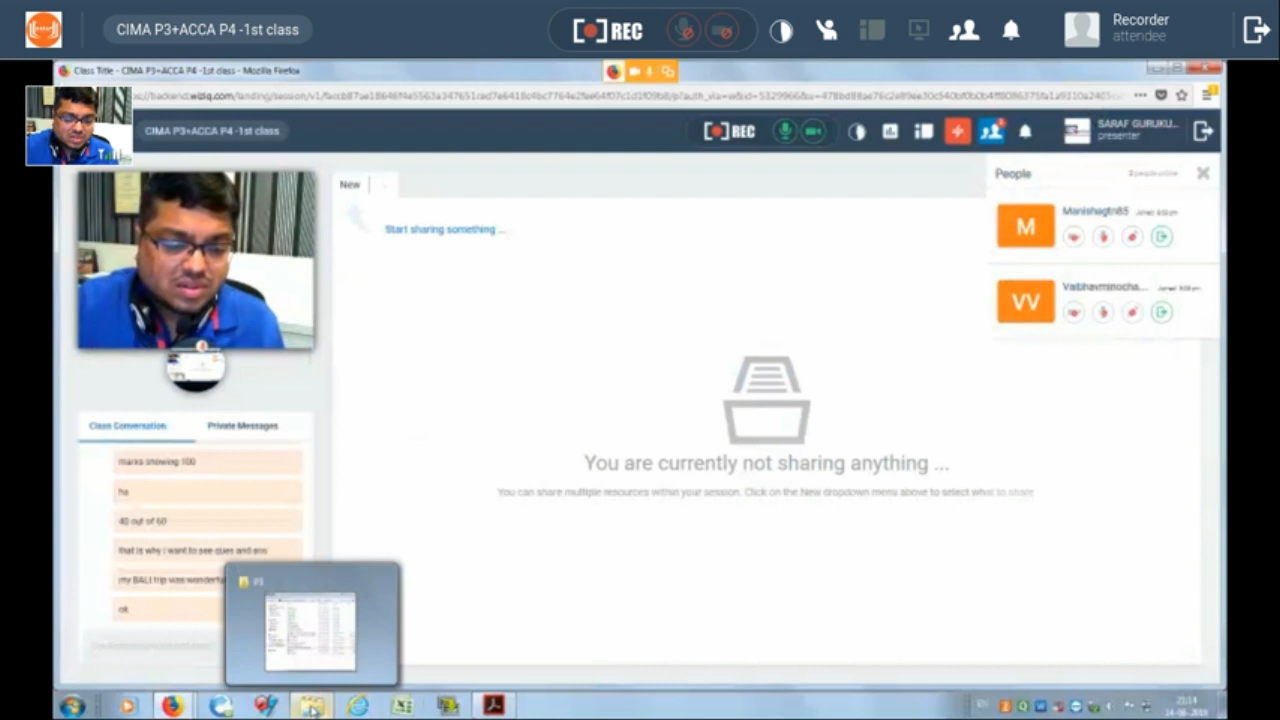 CIMA P3+ACCA P4 -1st class
REC
Recorder
attendee
Class Title - CIMA P3+ACCA P4 -1st class - Mozilla Firefox
CIMA P3+ACCA P4 -1st class
REC
SARAF GURUKU...
presenter
New
Start sharing something ...
People
M
Manishagtn85
VV
Vaibhavminocha...
You are currently not sharing anything ...
You can share multiple resources within your session. Click on the New dropdown menu above to select what to share
Class Conversation
Private Messages
marks showing 100
ha
40 out of 60
that is why i want to see ques and ans
my BALI trip was wonderful
ok
P3
EN
21:14